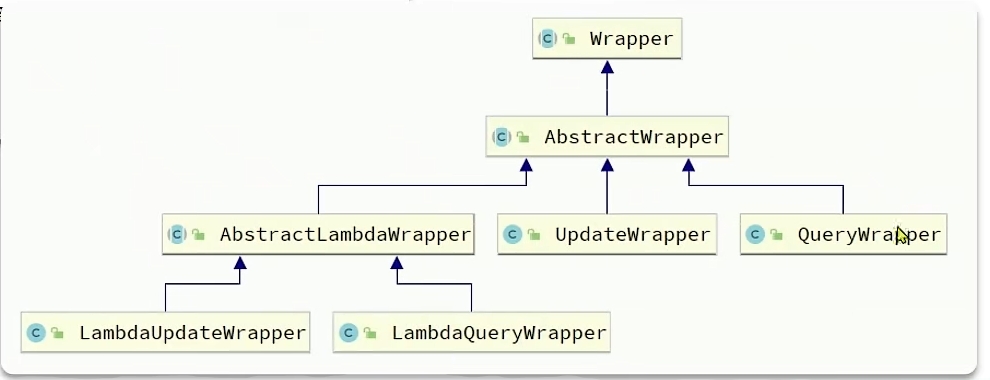 Wrapper
AbstractWrapper
AbstractLambdaWrapper
UpdateWrapper
QueryWrapper
LambdaUpdateWrapper
LambdaQueryWrapper